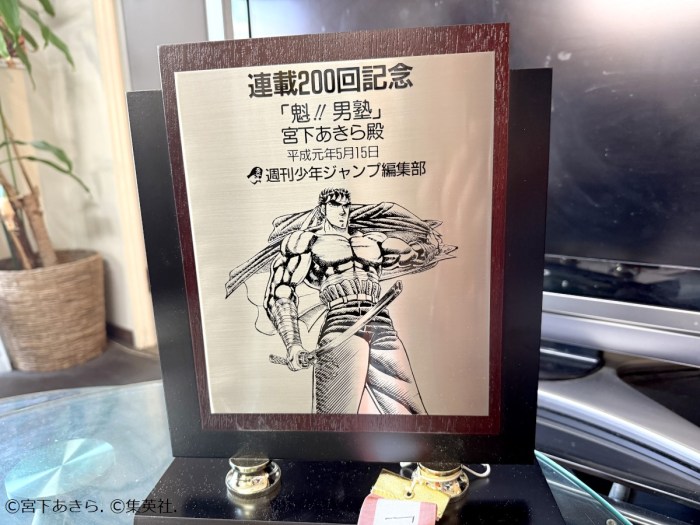 連載200回記念
「魁!! 男塾」
宮下あきら殿
平成元年5月15日
週刊少年ジャンプ編集部
©宮下あきら. ©集英社.